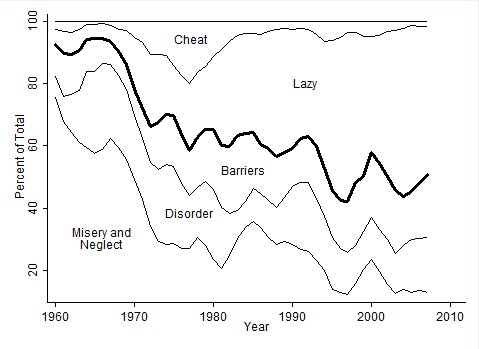 100
80
60
40
20
Percent of Total
Cheat
Lazy
Barriers
Disorder
Misery and
Neglect
1960 1970 1980 1990 2000 2010
Year